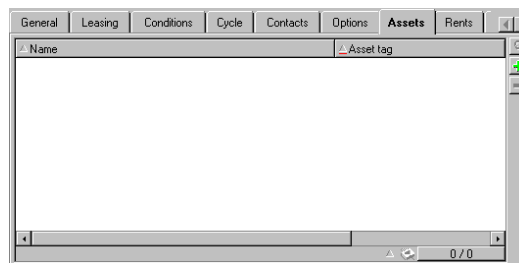 General Leasing Conditions Cycle Contacts Options Assets Rents
Name Asset tag
0 / 0